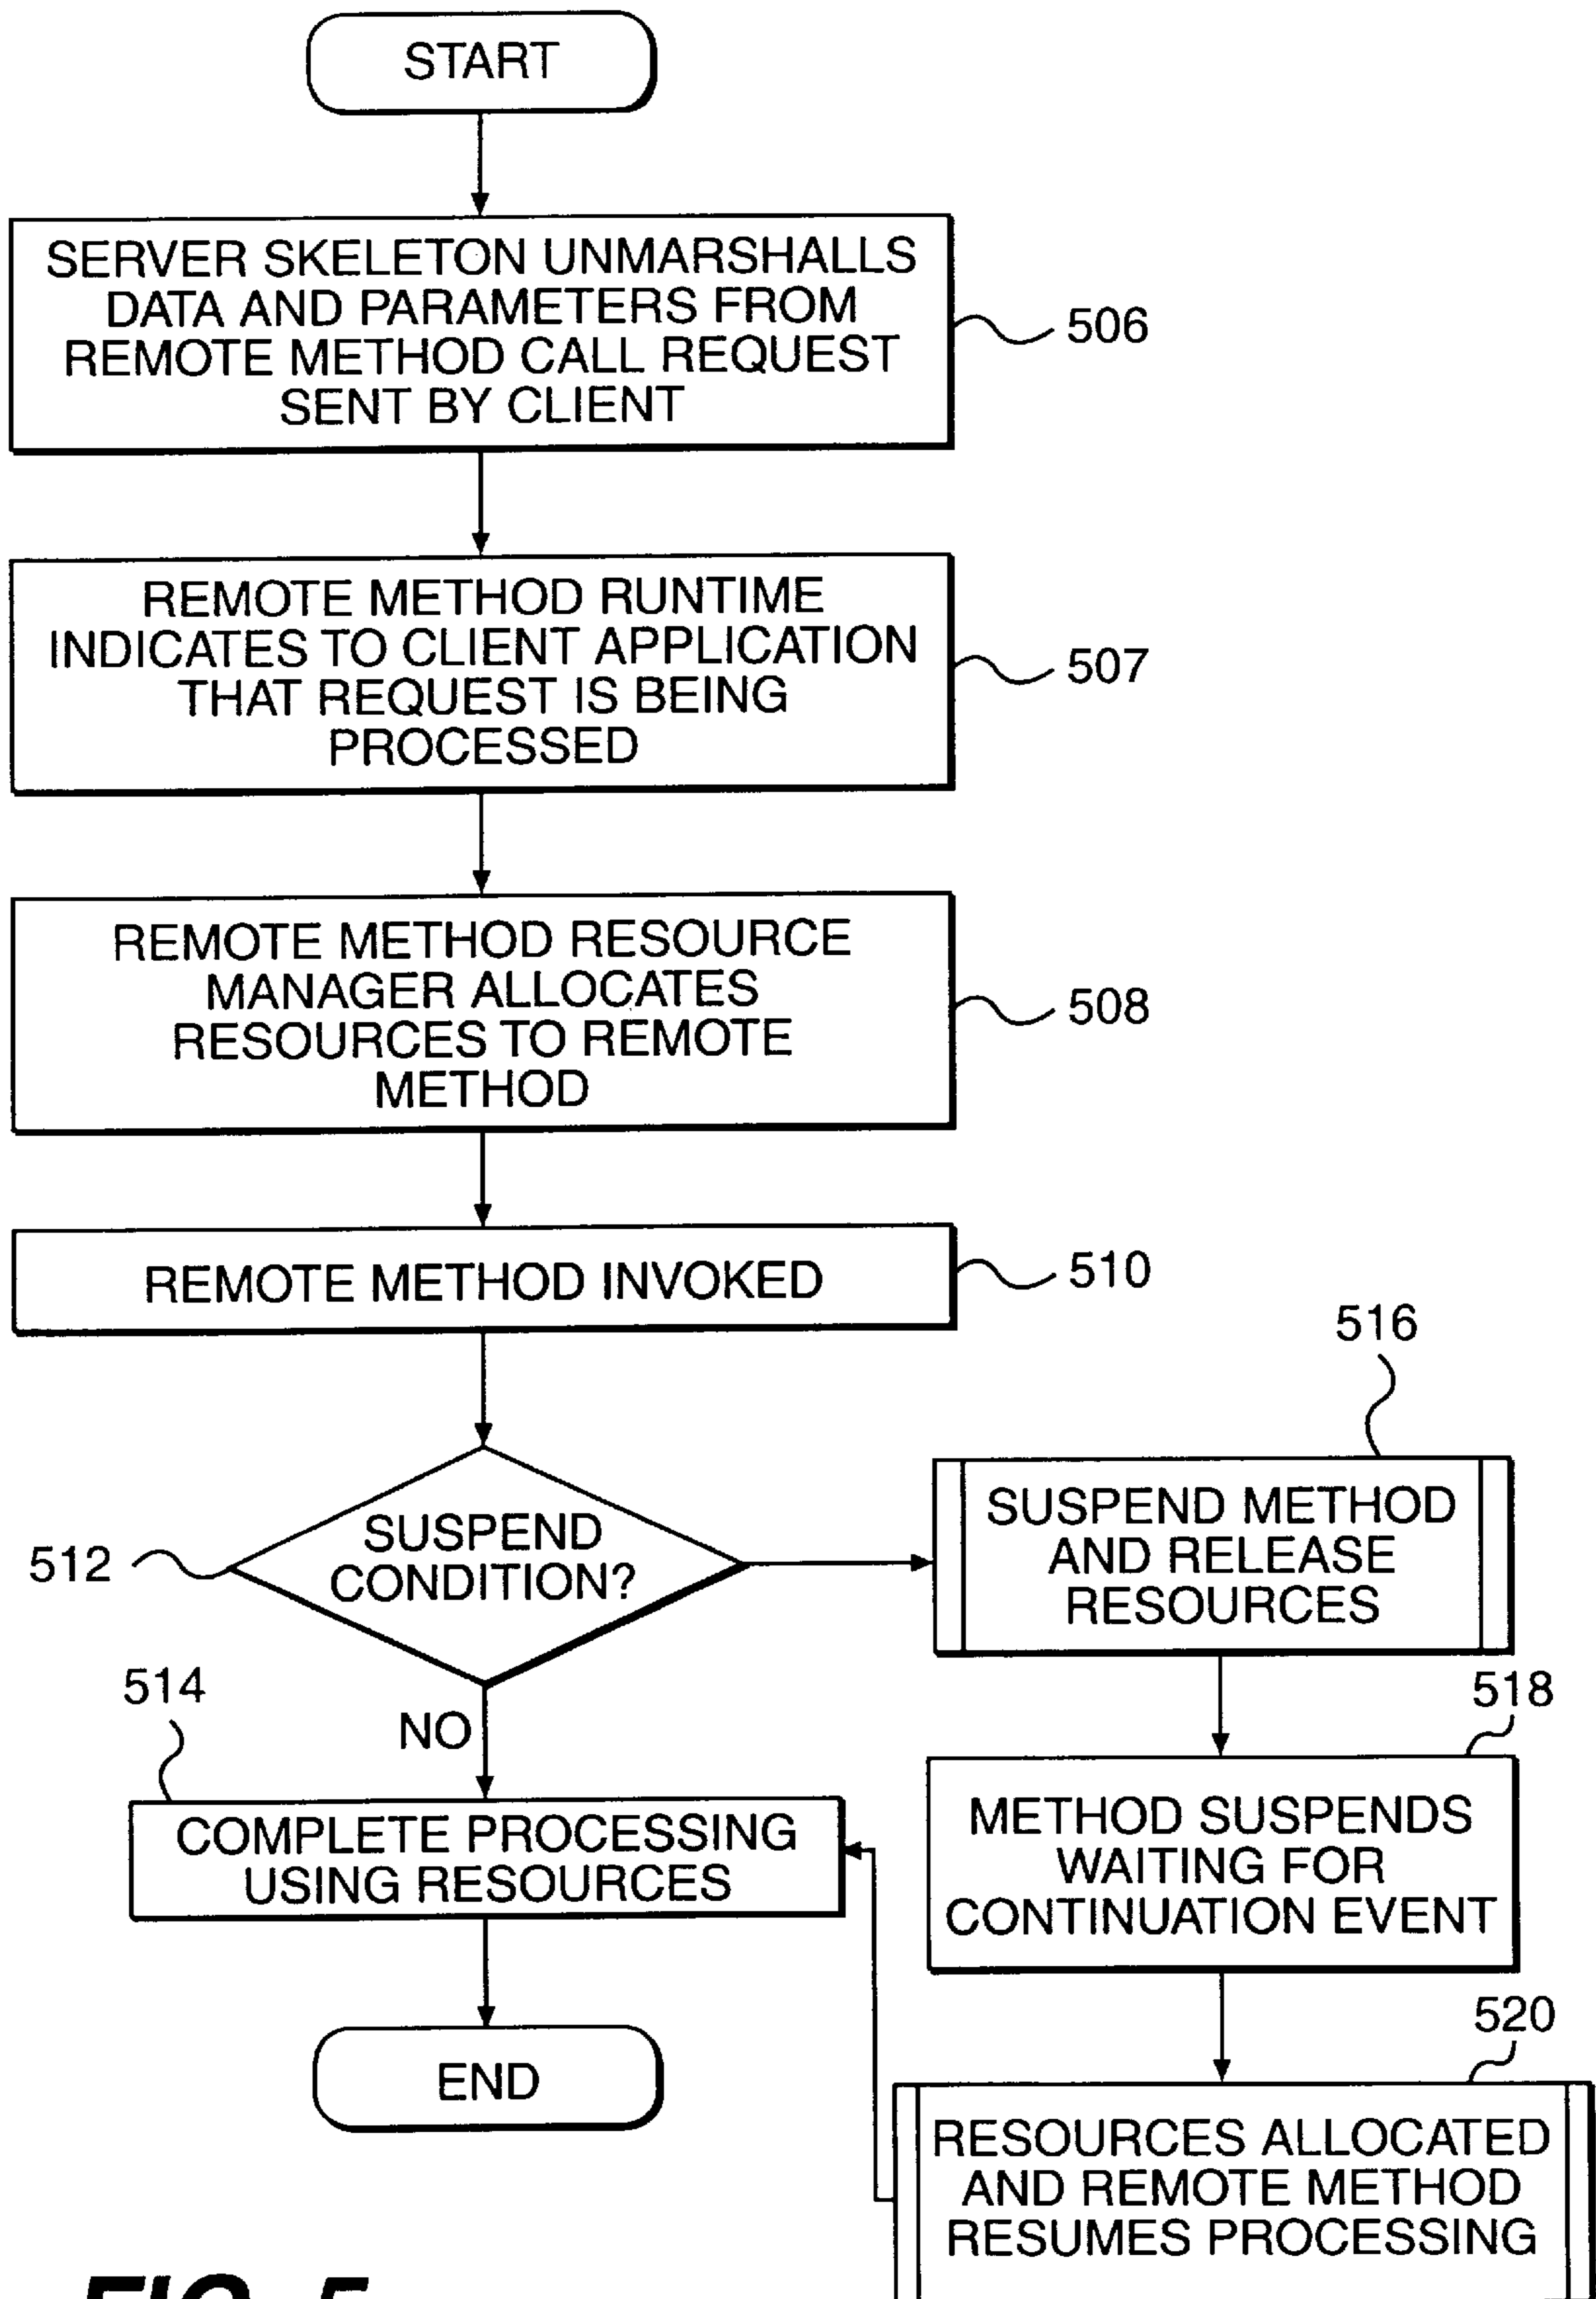 START
SERVER SKELETON UNMARSHALLS
DATA AND PARAMETERS FROM
REMOTE METHOD CALL REQUEST
SENT BY CLIENT
506
REMOTE METHOD RUNTIME
INDICATES TO CLIENT APPLICATION
THAT REQUEST IS BEING
PROCESSED
507
REMOTE METHOD RESOURCE
MANAGER ALLOCATES
RESOURCES TO REMOTE
METHOD
508
REMOTE METHOD INVOKED
510
516
SUSPEND
CONDITION?
512
SUSPEND METHOD
AND RELEASE
RESOURCES
514
NO
518
COMPLETE PROCESSING
USING RESOURCES
METHOD SUSPENDS
WAITING FOR
CONTINUATION EVENT
520
END
RESOURCES ALLOCATED
AND REMOTE METHOD
RESUMES PROCESSING
FIG. 5